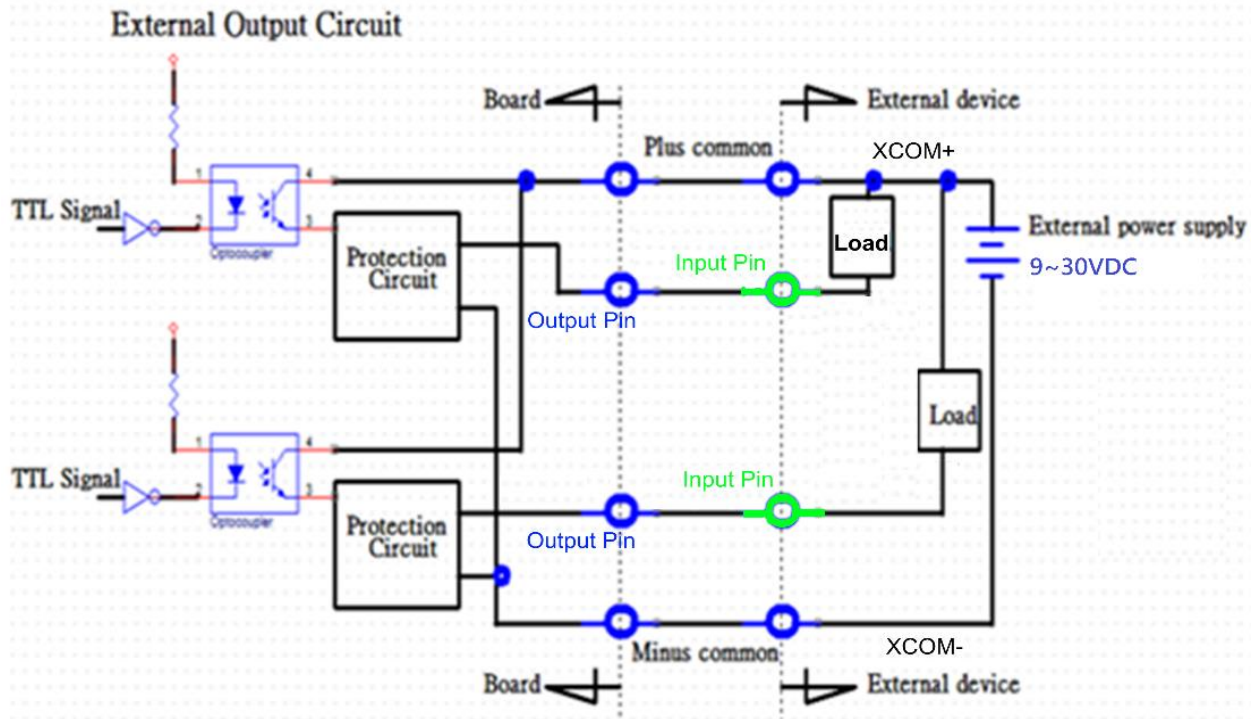 External Output Circuit
Board
External device
Plus common
XCOM+
1
4
TTL Signal
2
3
Optocoupler
Protection
Circuit
Load
External power supply
9~30VDC
Input Pin
Output Pin
Load
1
4
TTL Signal
2
3
Optocoupler
Protection
Circuit
Input Pin
Output Pin
Minus common
XCOM-
Board
External device